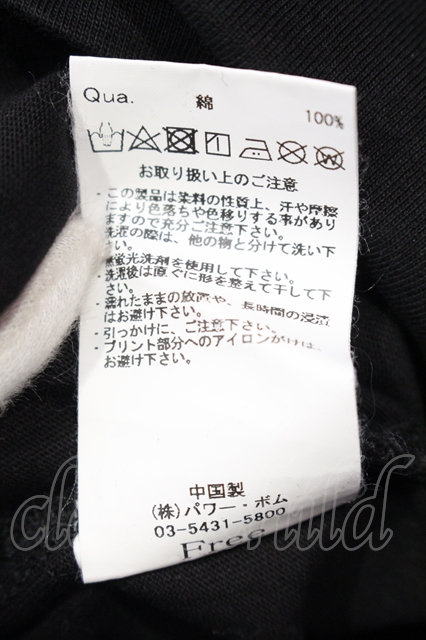 Qua. 綿 100%
お取り扱い上のご注意
・この製品は染料の性質上、汗や摩擦
により色落ちや色移りする事があり
ますので充分ご注意下さい。
洗濯の際は、他の物と分けて洗い下
さい。
無蛍光洗剤を使用して下さい。
・洗濯後は直ぐに形を整えて干して下
さい。
・濡れたままの放置や、長時間の浸漬
はお避け下さい。
・引っかけに、ご注意下さい。
・プリント部分へのアイロンがけは、
お避け下さい。
中国製
(株)パワー・ボム
03-5431-5800
Free